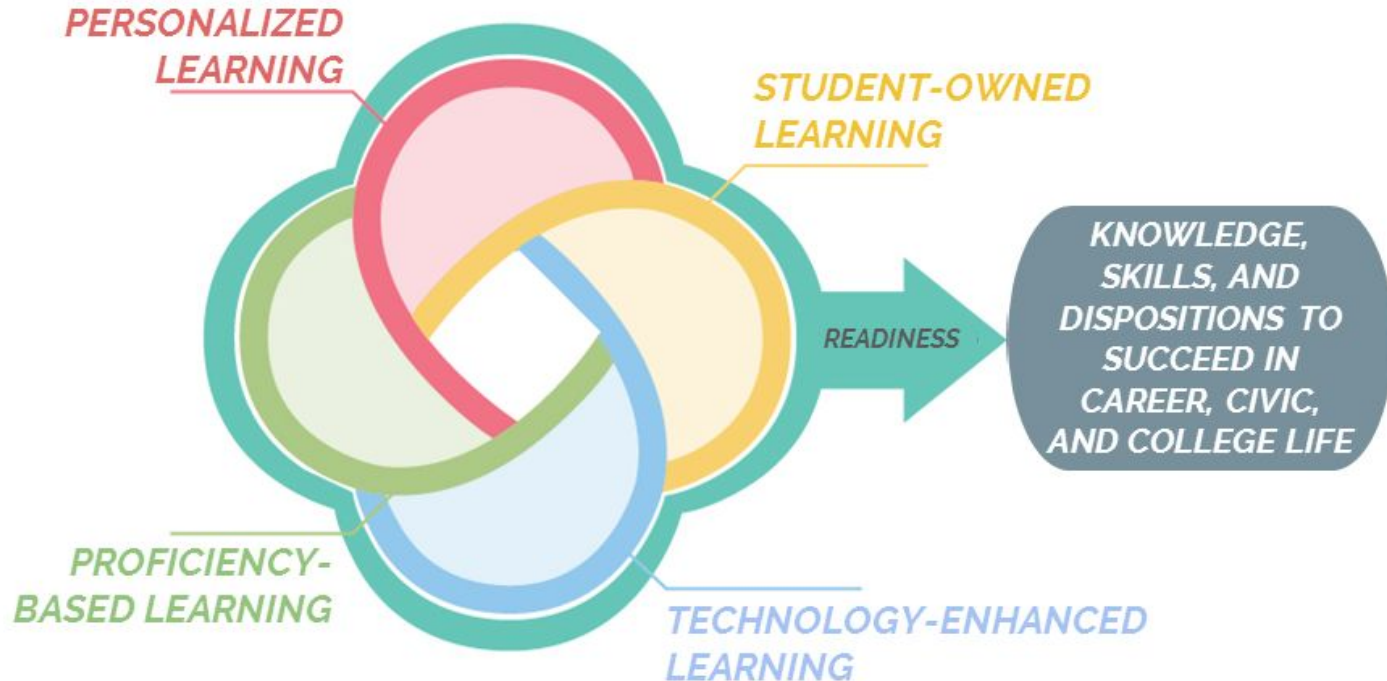 PERSONALIZED
LEARNING
STUDENT-OWNED
LEARNING
READINESS
KNOWLEDGE,
SKILLS, AND
DISPOSITIONS TO
SUCCEED IN
CAREER, CIVIC,
AND COLLEGE LIFE
PROFICIENCY-
BASED LEARNING
TECHNOLOGY-ENHANCED
LEARNING